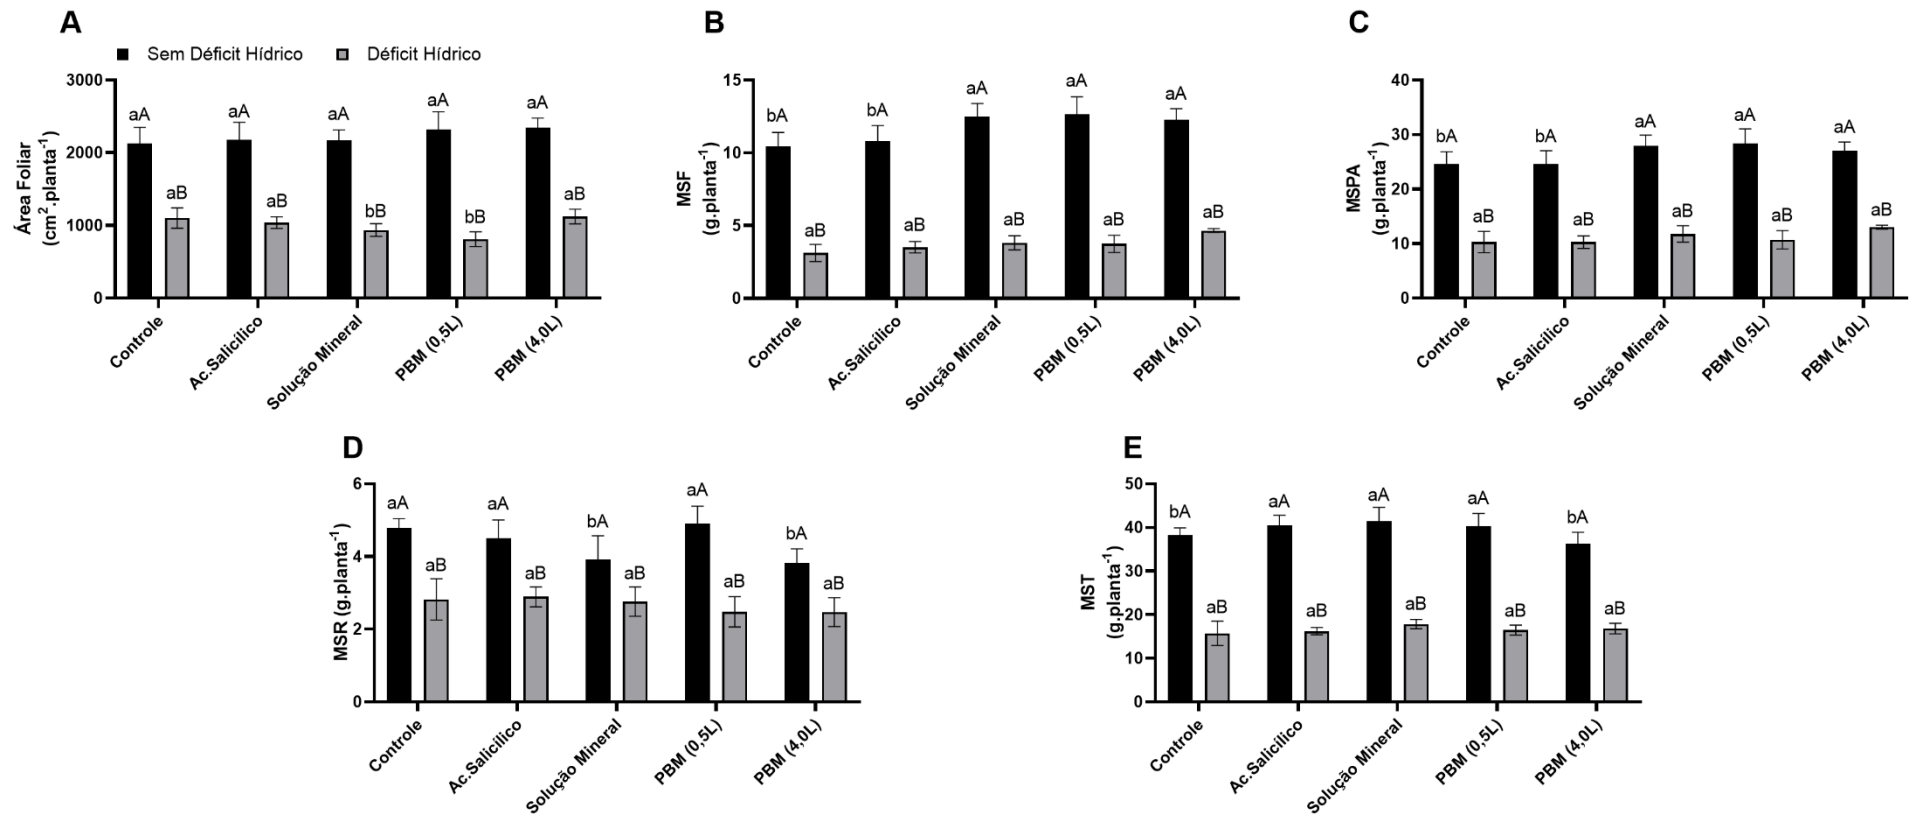 A
Sem Déficit Hídrico Déficit Hídrico
Área Foliar
(cm².planta⁻¹)
3000
2000
1000
0
aA aB aA aB aA bB aA bB aA aB
Controle
Ac.Salicílico
Solução Mineral
PBM (0,5L)
PBM (4,0L)
B
MSF
(g.planta⁻¹)
15
10
5
0
bA aB bA aB aA aB aA aB aA aB
Controle
Ac.Salicílico
Solução Mineral
PBM (0,5L)
PBM (4,0L)
C
MSPA
(g.planta⁻¹)
40
30
20
10
0
bA aB bA aB aA aB aA aB aA aB
Controle
Ac.Salicílico
Solução Mineral
PBM (0,5L)
PBM (4,0L)
D
MSR (g.planta⁻¹)
6
4
2
0
aA aB aA aB bA aB aA aB bA aB
Controle
Ac.Salicílico
Solução Mineral
PBM (0,5L)
PBM (4,0L)
E
MST
(g.planta⁻¹)
50
40
30
20
10
0
bA aB aA aB aA aB aA aB bA aB
Controle
Ac.Salicílico
Solução Mineral
PBM (0,5L)
PBM (4,0L)